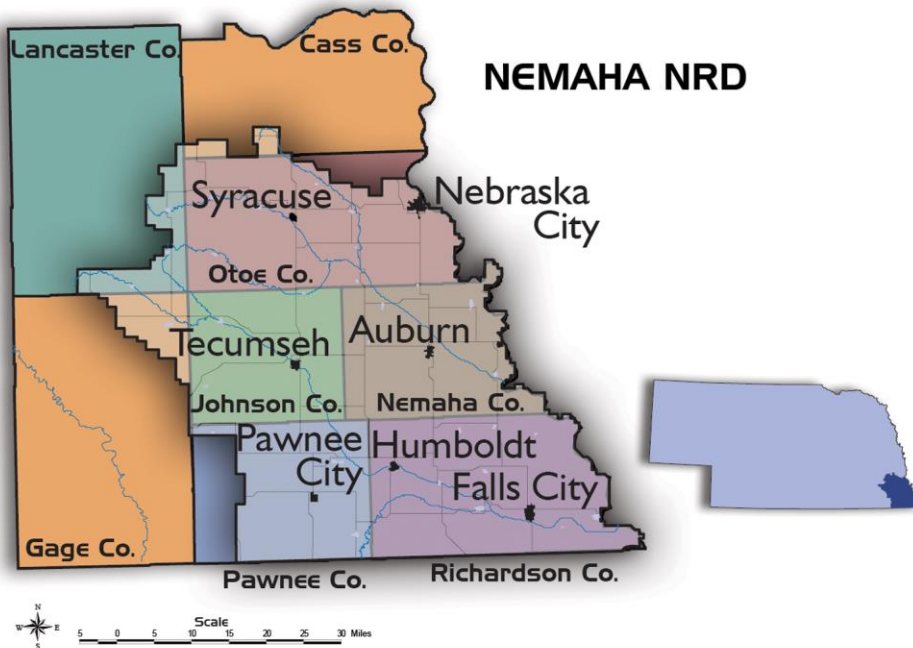 Lancaster Co.
Cass Co.
NEMAHA NRD
Syracuse
Nebraska
City
Otoe Co.
Tecumseh
Auburn
Johnson Co.
Nemaha Co.
Pawnee
City
Humboldt
Falls City
Gage Co.
Pawnee Co.
Richardson Co.
N
W E
S
Scale
5 0 5 10 15 20 25 30 Miles